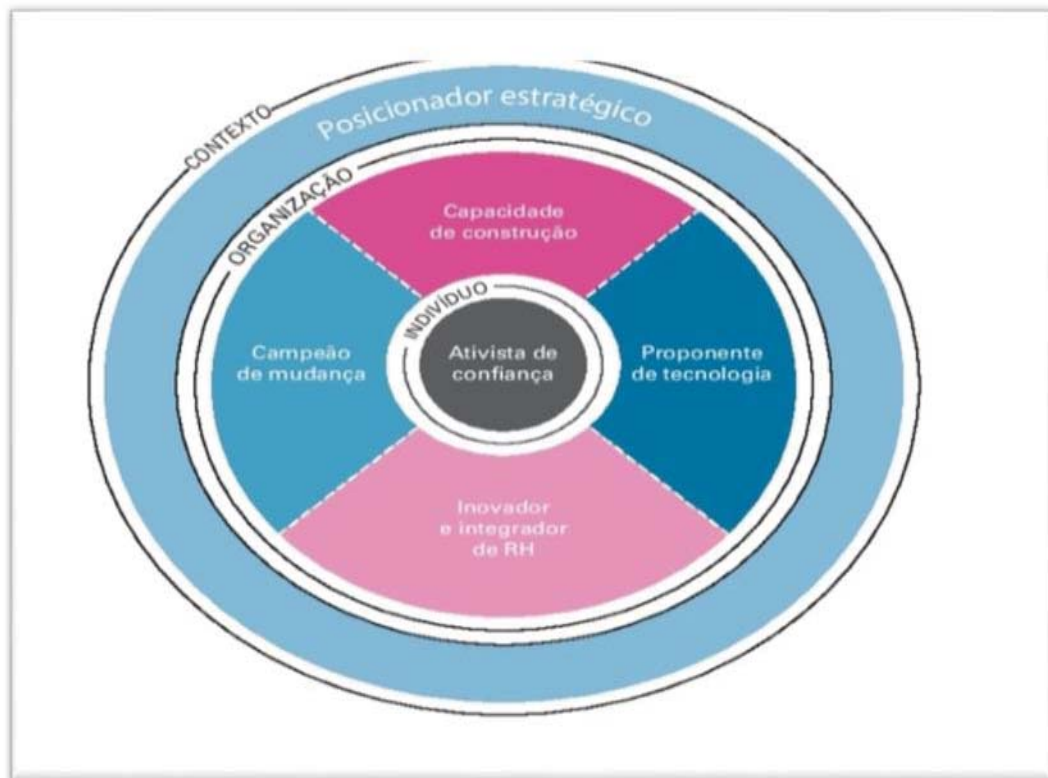 CONTEXTO
Posicionador estratégico
ORGANIZAÇÃO
Capacidade
de construção
INDIVÍDUO
Campeão
de mudança
Ativista de
confiança
Proponente
de tecnologia
Inovador
e integrador
de RH